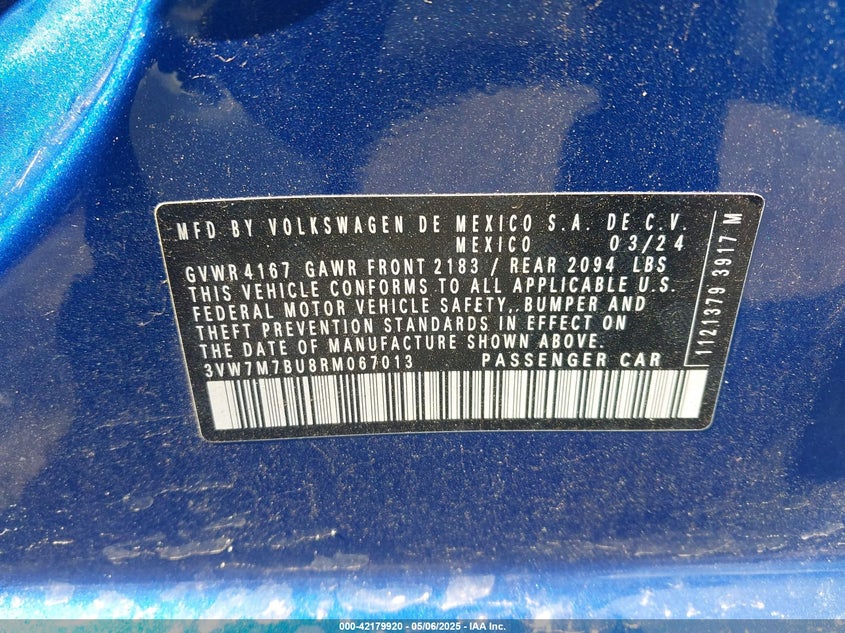 MFD BY VOLKSWAGEN DE MEXICO S.A. DE C.V.
MEXICO 03/24
GVWR 4167 GAWR FRONT 2183 / REAR 2094 LBS
THIS VEHICLE CONFORMS TO ALL APPLICABLE U.S.
FEDERAL MOTOR VEHICLE SAFETY, BUMPER AND
THEFT PREVENTION STANDARDS IN EFFECT ON
THE DATE OF MANUFACTURE SHOWN ABOVE.
3VW7M7BU8RM067013 PASSENGER CAR
1121379 3917 M
000-42179920 - 05/06/2025 - IAA Inc.